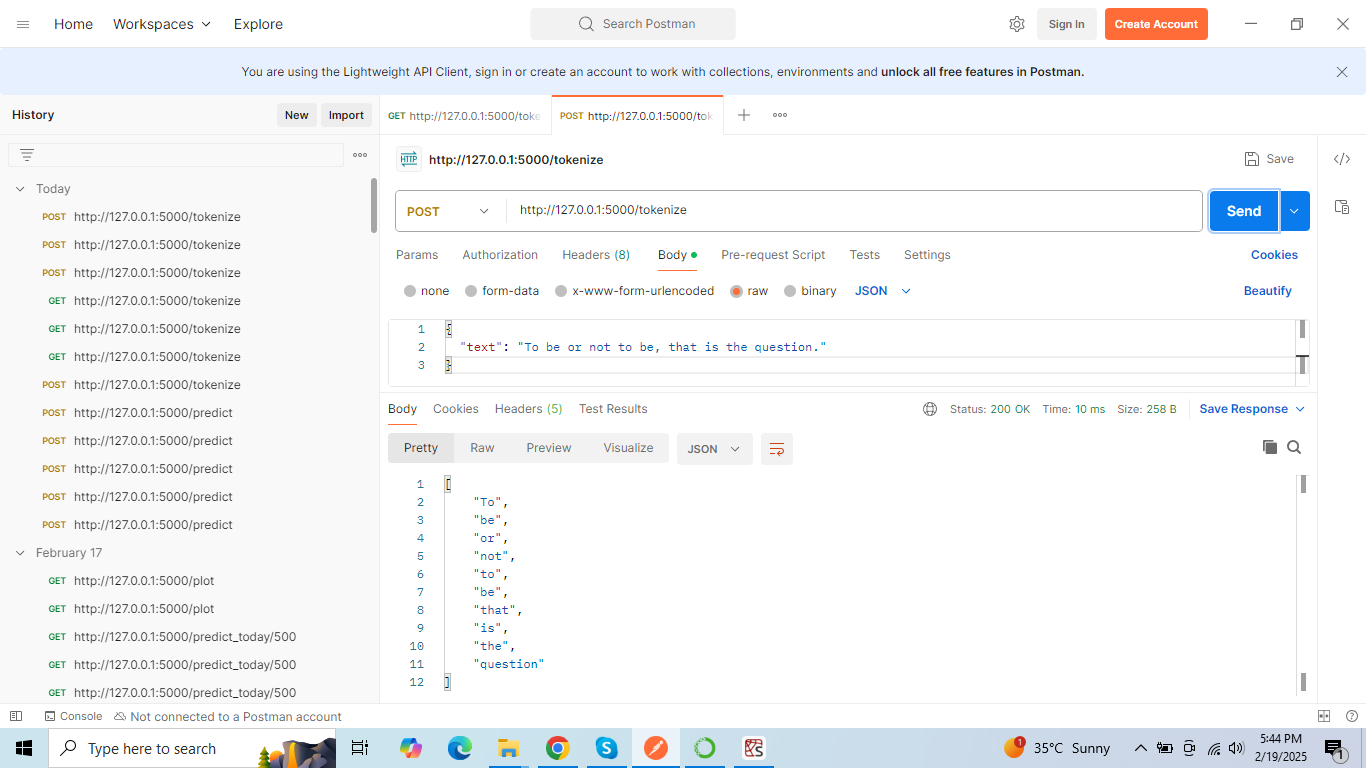 Home Workspaces Explore Search Postman Sign In Create Account
You are using the Lightweight API Client, sign in or create an account to work with collections, environments and unlock all free features in Postman.
History New Import GET http://127.0.0.1:5000/toke POST http://127.0.0.1:5000/tok
HTTP http://127.0.0.1:5000/tokenize Save
Today
POST http://127.0.0.1:5000/tokenize
POST http://127.0.0.1:5000/tokenize
POST http://127.0.0.1:5000/tokenize
GET http://127.0.0.1:5000/tokenize
GET http://127.0.0.1:5000/tokenize
GET http://127.0.0.1:5000/tokenize
POST http://127.0.0.1:5000/tokenize
POST http://127.0.0.1:5000/predict
POST http://127.0.0.1:5000/predict
POST http://127.0.0.1:5000/predict
POST http://127.0.0.1:5000/predict
POST http://127.0.0.1:5000/predict
February 17
GET http://127.0.0.1:5000/plot
GET http://127.0.0.1:5000/plot
GET http://127.0.0.1:5000/predict_today/500
GET http://127.0.0.1:5000/predict_today/500
GET http://127.0.0.1:5000/predict_today/500
POST http://127.0.0.1:5000/tokenize Send
Params Authorization Headers (8) Body Pre-request Script Tests Settings Cookies
none form-data x-www-form-urlencoded raw binary JSON Beautify
1 {
2 "text": "To be or not to be, that is the question."
3 }
Body Cookies Headers (5) Test Results Status: 200 OK Time: 10 ms Size: 258 B Save Response
Pretty Raw Preview Visualize JSON
1 [
2 "To",
3 "be",
4 "or",
5 "not",
6 "to",
7 "be",
8 "that",
9 "is",
10 "the",
11 "question"
12 ]
Console Not connected to a Postman account
Type here to search 1 35°C Sunny 5:44 PM
2/19/2025 1